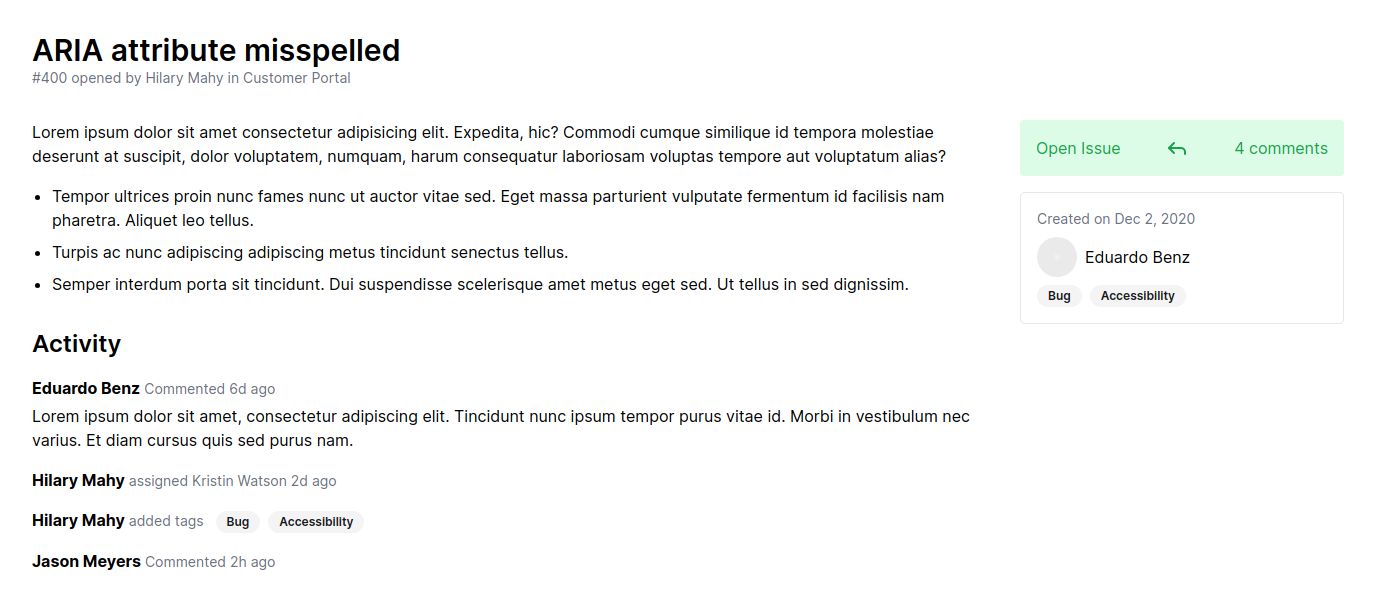 ARIA attribute misspelled
#400 opened by Hilary Mahy in Customer Portal
Lorem ipsum dolor sit amet consectetur adipisicing elit. Expedita, hic? Commodi cumque similique id tempora molestiae
deserunt at suscipit, dolor voluptatem, numquam, harum consequatur laboriosam voluptas tempore aut voluptatum alias?
• Tempor ultrices proin nunc fames nunc ut auctor vitae sed. Eget massa parturient vulputate fermentum id facilisis nam
pharetra. Aliquet leo tellus.
• Turpis ac nunc adipiscing adipiscing metus tincidunt senectus tellus.
• Semper interdum porta sit tincidunt. Dui suspendisse scelerisque amet metus eget sed. Ut tellus in sed dignissim.
Activity
Eduardo Benz Commented 6d ago
Lorem ipsum dolor sit amet, consectetur adipiscing elit. Tincidunt nunc ipsum tempor purus vitae id. Morbi in vestibulum nec
varius. Et diam cursus quis sed purus nam.
Hilary Mahy assigned Kristin Watson 2d ago
Hilary Mahy added tags Bug Accessibility
Jason Meyers Commented 2h ago
Open Issue 4 comments
Created on Dec 2, 2020
Eduardo Benz
Bug Accessibility